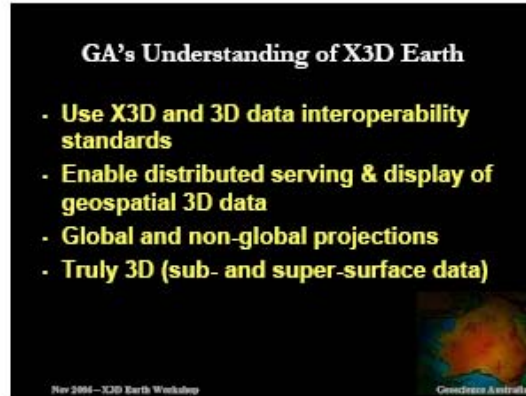 GA's Understanding of X3D Earth
- Use X3D and 3D data interoperability
standards
- Enable distributed serving & display of
geospatial 3D data
- Global and non-global projections
- Truly 3D (sub- and super-surface data)
Nov 2006 – X3D Earth Workshop
Geoscience Australia